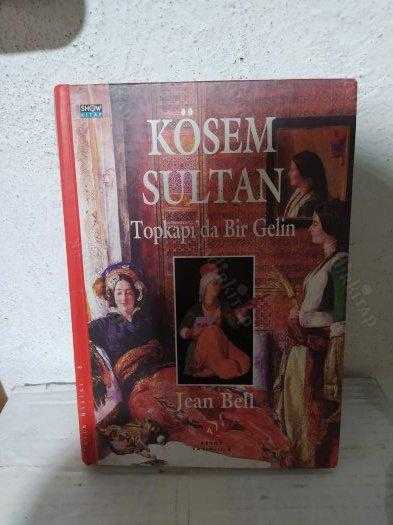 SHOW
KİTAP
KÖSEM
SULTAN
Topkapı'da Bir Gelin
Jean Bell